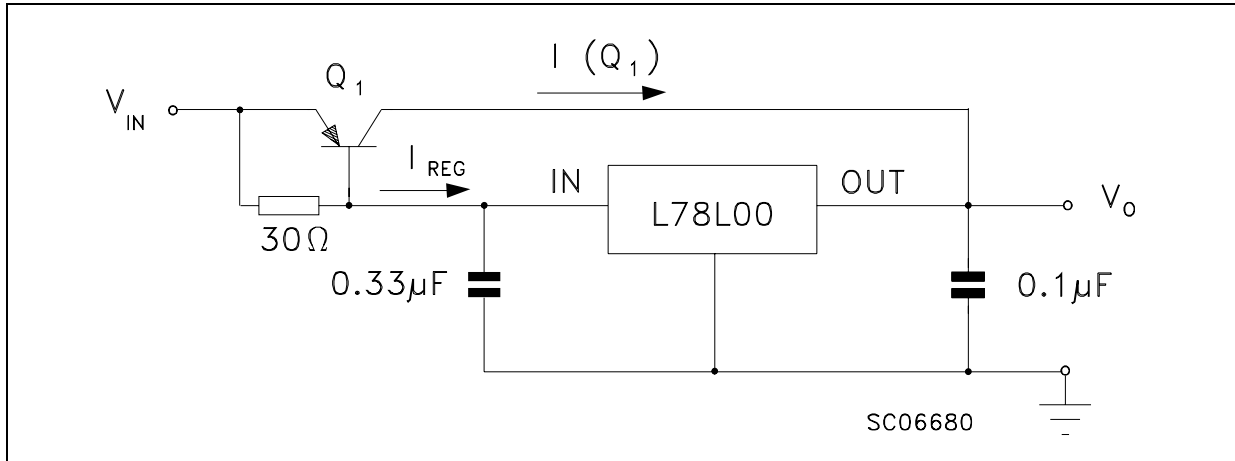 I (Q1)
Q1
VIN
IREG
IN
OUT
L78L00
VO
30Ω
0.33µF
0.1µF
SC06680